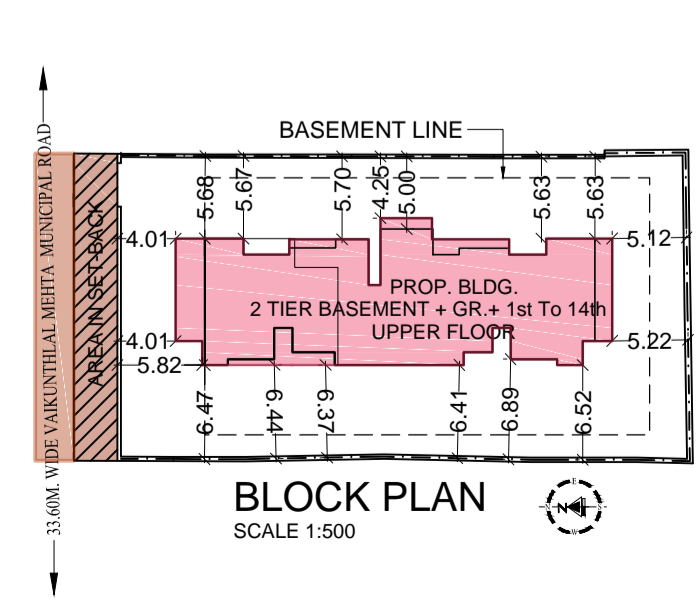 BASEMENT LINE
5.68
5.67
5.70
4.25
5.00
5.63
5.63
4.01
5.12
PROP. BLDG.
2 TIER BASEMENT + GR.+ 1st To 14th
UPPER FLOOR
4.01
5.22
5.82
6.47
6.44
6.37
6.41
6.89
6.52
AREA IN SET-BACK
33.60M. WIDE VAIKUNTHLAL MEHTA MUNICIPAL ROAD
BLOCK PLAN
SCALE 1:500
E
N
W